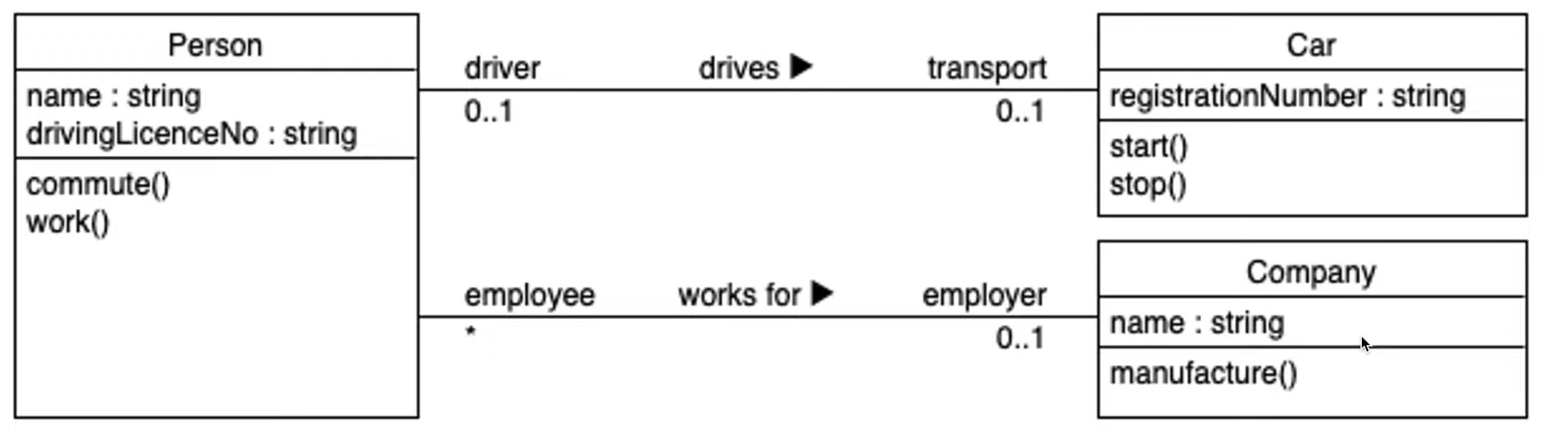 Person
name : string
drivingLicenceNo : string
commute()
work()
driver drives ▶ transport
0..1 0..1
employee works for ▶ employer
* 0..1
Car
registrationNumber : string
start()
stop()
Company
name : string
manufacture()